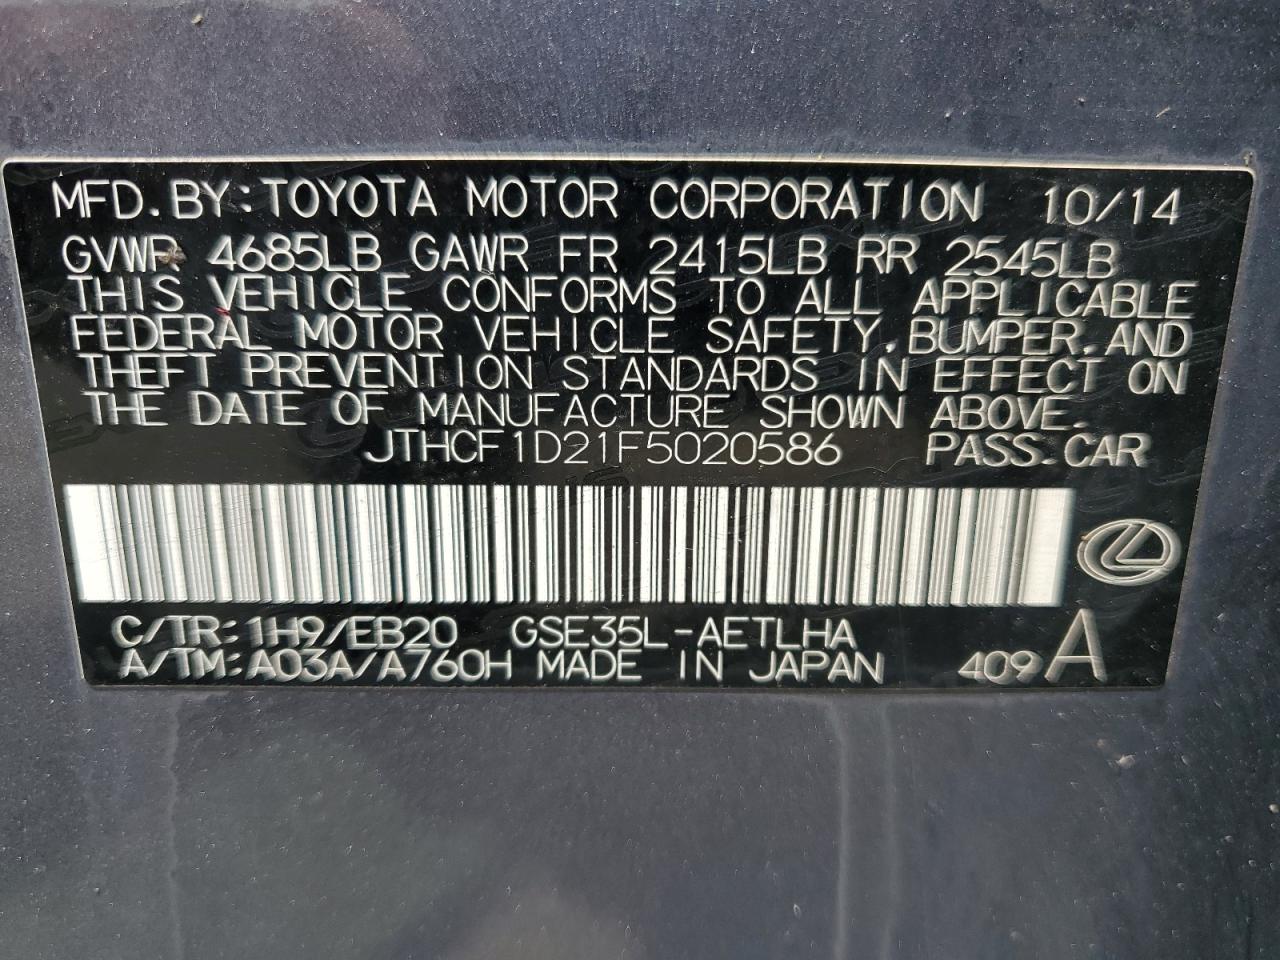 MFD. BY: TOYOTA MOTOR CORPORATION 10/14
GVWR 4685LB GAWR FR 2415LB RR 2545LB
THIS VEHICLE CONFORMS TO ALL APPLICABLE
FEDERAL MOTOR VEHICLE SAFETY, BUMPER, AND
THEFT PREVENTION STANDARDS IN EFFECT ON
THE DATE OF MANUFACTURE SHOWN ABOVE.
JTHCF1D21F5020586 PASS. CAR
C/TR: 1H9/EB20 GSE35L-AETLHA
A/TM: A03A/A760H MADE IN JAPAN 409 A